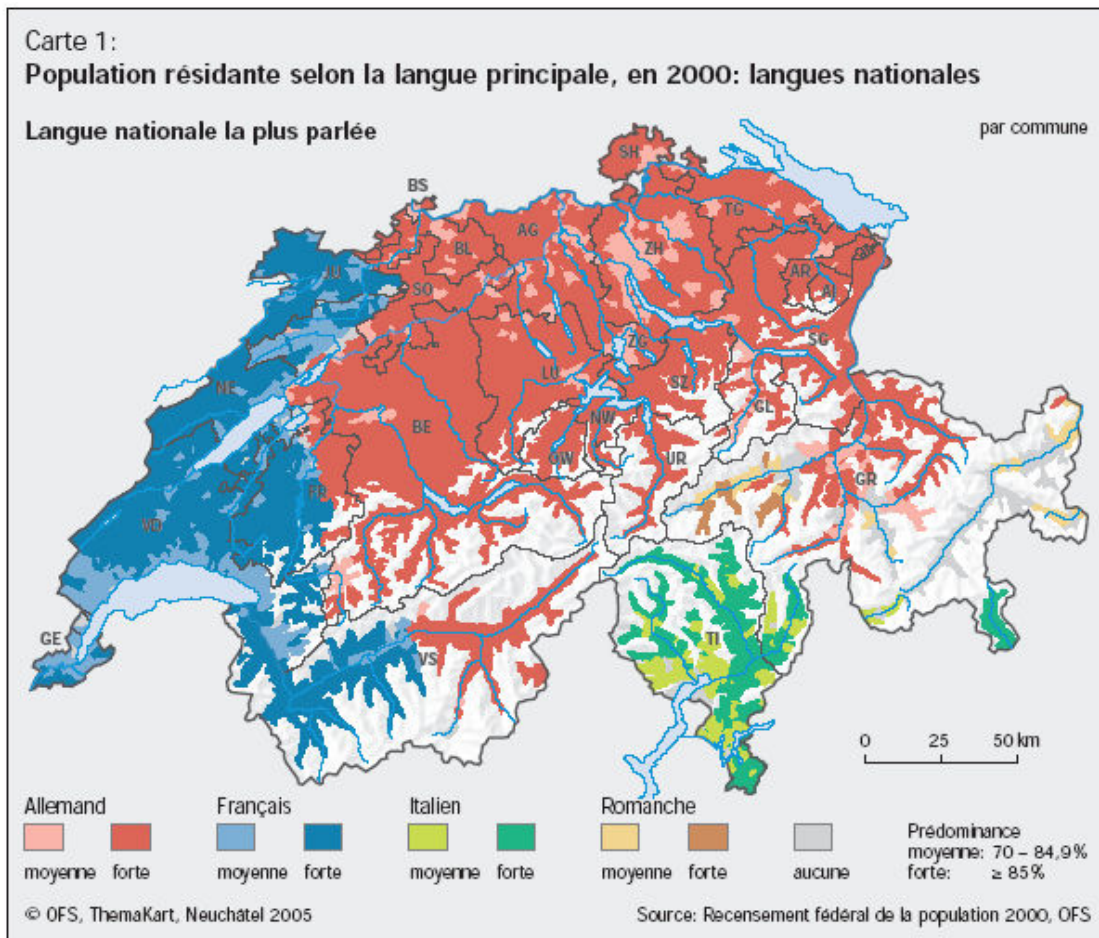 Carte 1:
Population résidante selon la langue principale, en 2000: langues nationales
Langue nationale la plus parlée
par commune
SH
BS
TG
BL
AG
ZH
JU
AR
SO
AI
SG
ZG
LU
SZ
NE
GL
NW
BE
OW
UR
GR
FR
VD
TI
GE
VS
0 25 50 km
Allemand Français Italien Romanche
moyenne forte moyenne forte moyenne forte moyenne forte aucune
Prédominance
moyenne: 70 – 84,9%
forte: ≥ 85%
© OFS, ThemaKart, Neuchâtel 2005
Source: Recensement fédéral de la population 2000, OFS